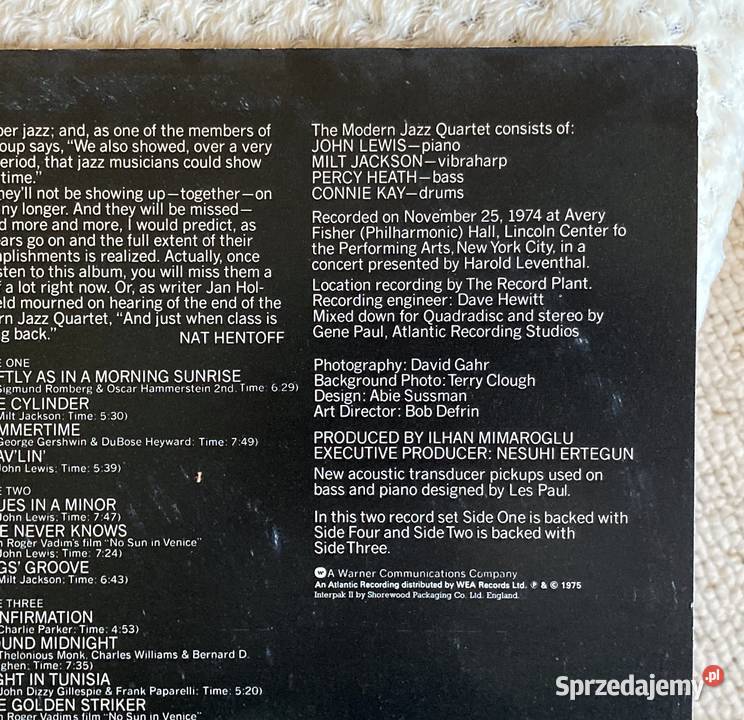 per jazz; and, as one of the members of
oup says, “We also showed, over a very
eriod, that jazz musicians could show
time.”
ney'll not be showing up—together—on
ny longer. And they will be missed—
d more and more, I would predict, as
ears go on and the full extent of their
plishments is realized. Actually, once
sten to this album, you will miss them a
f a lot right now. Or, as writer Jan Hol-
eld mourned on hearing of the end of the
rn Jazz Quartet, “And just when class is
g back.”
NAT HENTOFF
E ONE
FTLY AS IN A MORNING SUNRISE
Sigmund Romberg & Oscar Hammerstein 2nd. Time: 6:29)
E CYLINDER
Milt Jackson; Time: 5:30)
MMERTIME
George Gershwin & DuBose Heyward: Time: 7:49)
AV'LIN'
John Lewis; Time: 5:39)
E TWO
UES IN A MINOR
John Lewis; Time: 7:47)
E NEVER KNOWS
n Roger Vadim's film “No Sun in Venice”
John Lewis; Time: 7:24)
GS' GROOVE
Milt Jackson; Time: 6:43)
E THREE
NFIRMATION
Charlie Parker; Time: 4:53)
OUND MIDNIGHT
Thelonious Monk, Charles Williams & Bernard D.
ghen; Time: 7:35)
GHT IN TUNISIA
John Dizzy Gillespie & Frank Paparelli; Time: 5:20)
E GOLDEN STRIKER
n Roger Vadim's film “No Sun in Venice”
The Modern Jazz Quartet consists of:
JOHN LEWIS—piano
MILT JACKSON—vibraharp
PERCY HEATH—bass
CONNIE KAY—drums
Recorded on November 25, 1974 at Avery
Fisher (Philharmonic) Hall, Lincoln Center fo
the Performing Arts, New York City, in a
concert presented by Harold Leventhal.
Location recording by The Record Plant.
Recording engineer: Dave Hewitt
Mixed down for Quadradisc and stereo by
Gene Paul, Atlantic Recording Studios
Photography: David Gahr
Background Photo: Terry Clough
Design: Abie Sussman
Art Director: Bob Defrin
PRODUCED BY ILHAN MIMAROGLU
EXECUTIVE PRODUCER: NESUHI ERTEGUN
New acoustic transducer pickups used on
bass and piano designed by Les Paul.
In this two record set Side One is backed with
Side Four and Side Two is backed with
Side Three.
A Warner Communications Company
An Atlantic Recording distributed by WEA Records Ltd. ℗ & © 1975
Interpak II by Shorewood Packaging Co. Ltd. England.
Sprzedajemy.pl